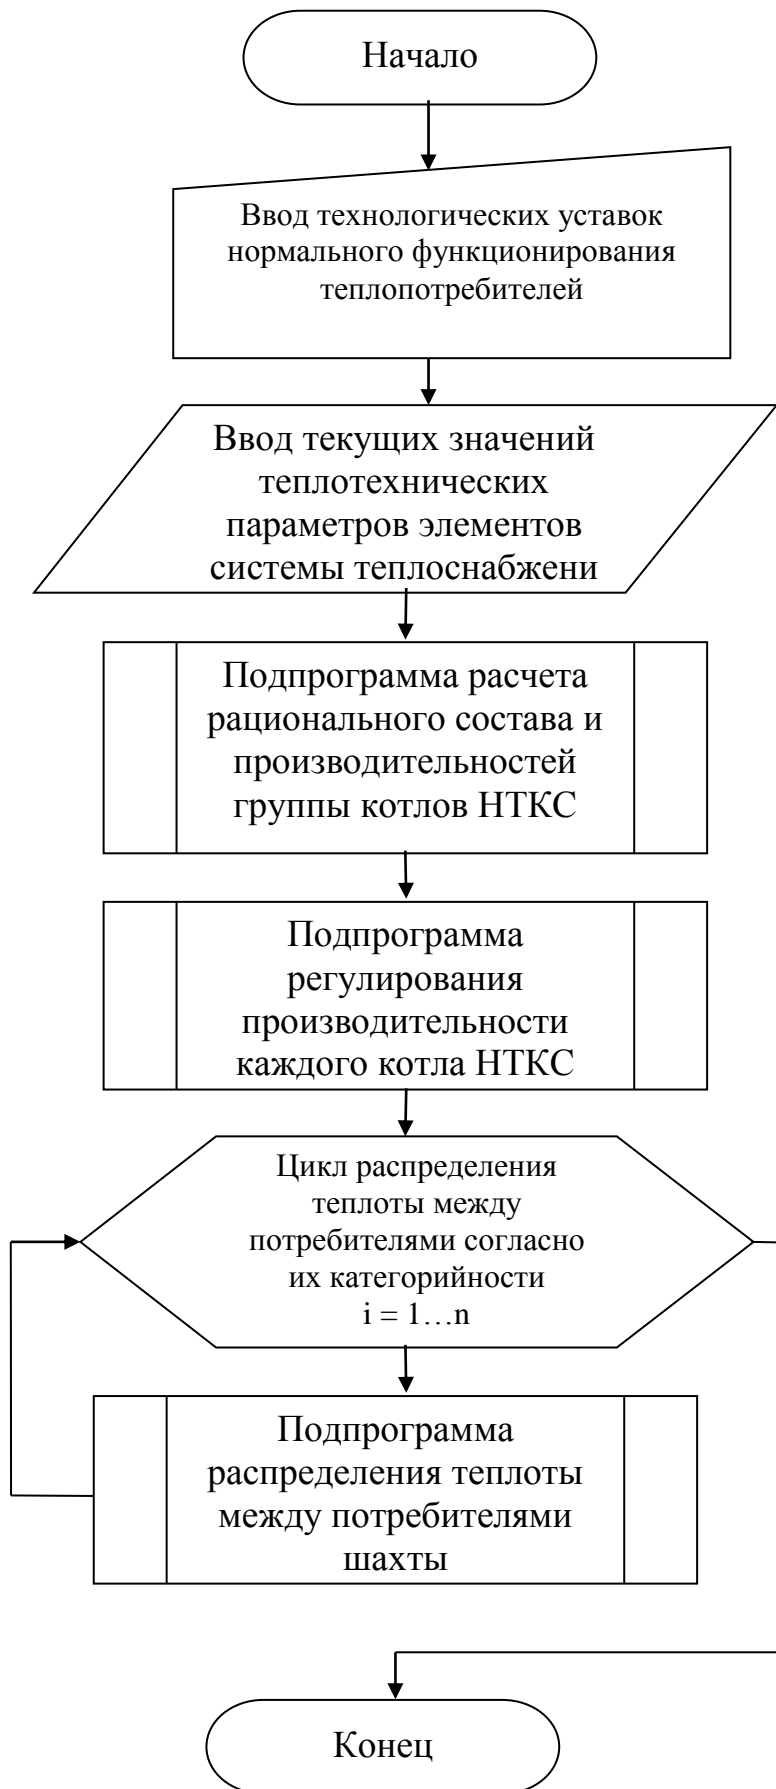 Начало
Ввод технологических уставок
нормального функционирования
теплопотребителей
Ввод текущих значений
теплотехнических
параметров элементов
системы теплоснабжени
Подпрограмма расчета
рационального состава и
производительностей
группы котлов НТКС
Подпрограмма
регулирования
производительности
каждого котла НТКС
Цикл распределения
теплоты между
потребителями согласно
их категорийности
i = 1…n
Подпрограмма
распределения теплоты
между потребителями
шахты
Конец